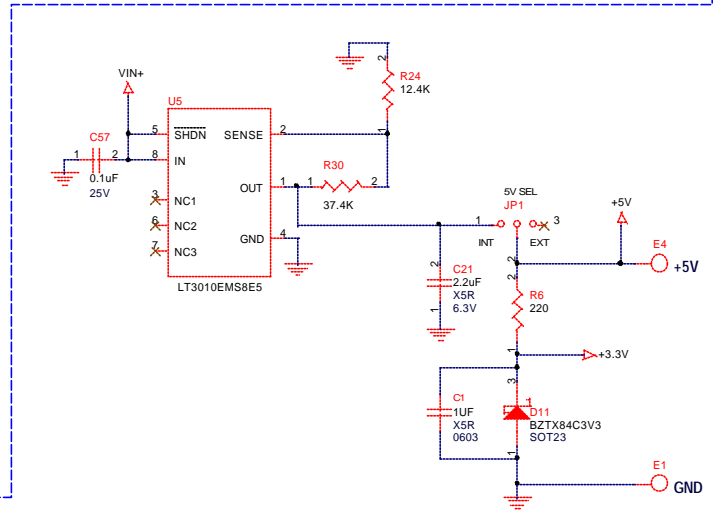 VIN+
U5
5 SHDN SENSE 2
8 IN
C57
1 2
0.1uF
25V
3 NC1
OUT 1
6 NC2
7 NC3
GND 4
LT3010EMS8E5
2
R24
12.4K
1
R30
1 2
37.4K
5V SEL
JP1
1 3
INT EXT
2
+5V
E4
+5V
2
C21
2.2uF
X5R
6.3V
1
2
R6
220
1
+3.3V
C1
1UF
X5R
0603
3
1
D11
BZTX84C3V3
SOT23
1
E1
GND